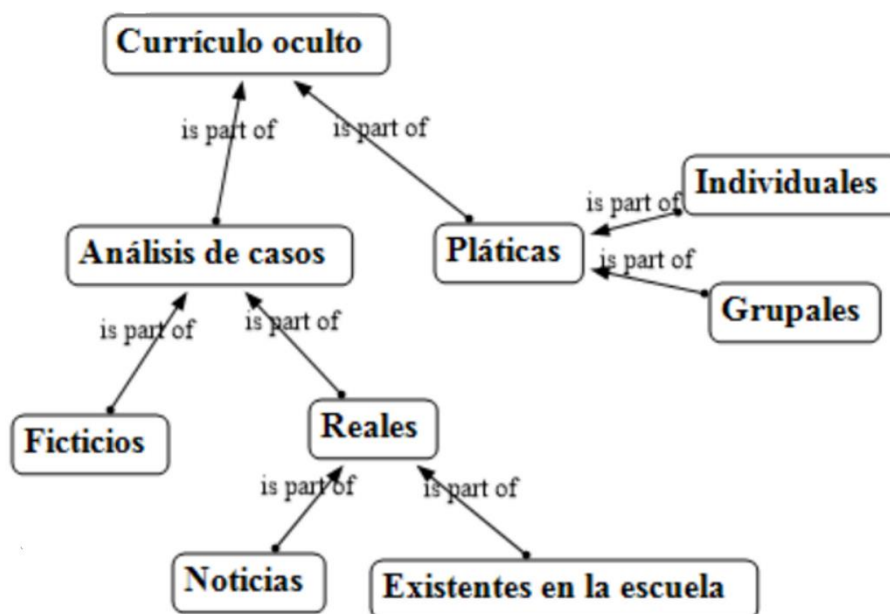 Currículo oculto
is part of
is part of
Individuales
is part of
Análisis de casos
Pláticas
is part of
Grupales
is part of
is part of
Ficticios
Reales
is part of
is part of
Noticias
Existentes en la escuela